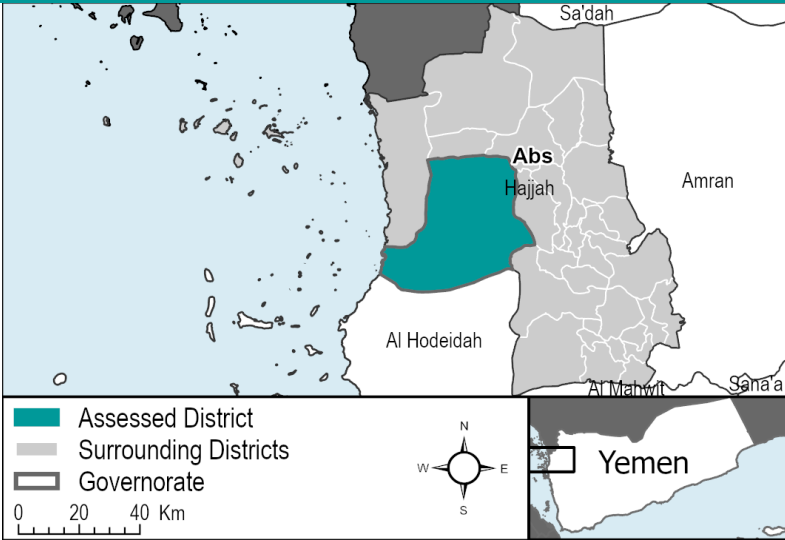 Sa'dah
Abs
Hajjah
Amran
Al Hodeidah
Al Mahwit
Sana'a
Assessed District
Surrounding Districts
Governorate
0 20 40 Km
N
W E
S
Yemen